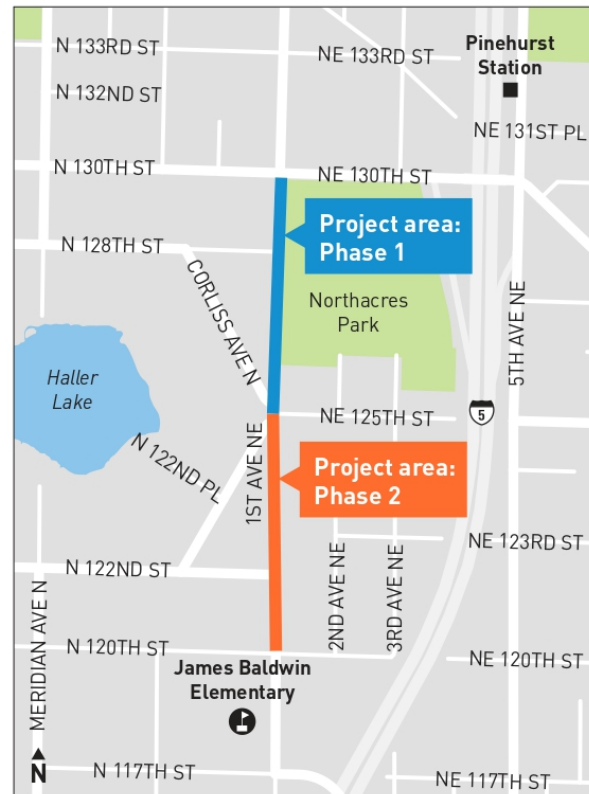 N 133RD ST
NE 133RD ST
Pinehurst
Station
N 132ND ST
NE 131ST PL
N 130TH ST
NE 130TH ST
Project area:
Phase 1
N 128TH ST
CORLISS AVE N
Northacres
Park
5TH AVE NE
Haller
Lake
5
NE 125TH ST
N 122ND PL
1ST AVE NE
Project area:
Phase 2
NE 123RD ST
N 122ND ST
2ND AVE NE
3RD AVE NE
MERIDIAN AVE N
N 120TH ST
NE 120TH ST
James Baldwin
Elementary
N
N 117TH ST
NE 117TH ST